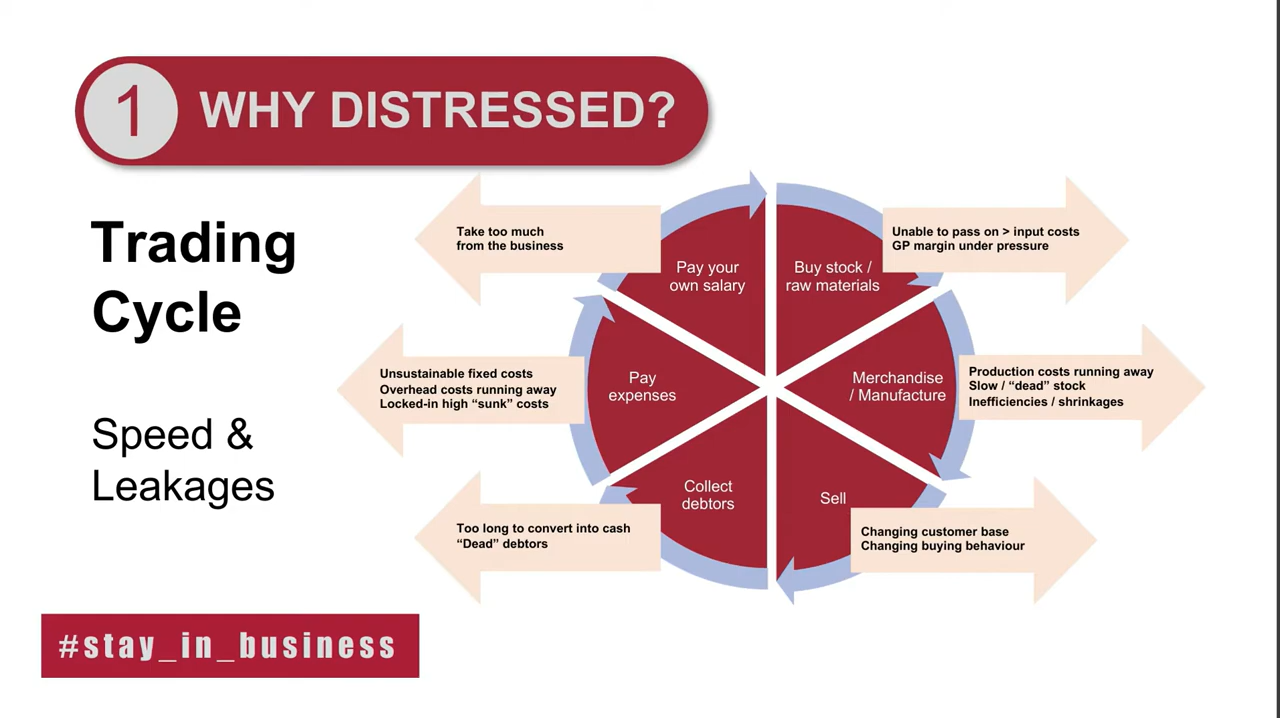 1 WHY DISTRESSED?
Trading
Cycle
Speed &
Leakages
Take too much
from the business
Unsustainable fixed costs
Overhead costs running away
Locked-in high “sunk” costs
Too long to convert into cash
“Dead” debtors
Pay your
own salary
Buy stock /
raw materials
Pay
expenses
Merchandise
/ Manufacture
Collect
debtors
Sell
Unable to pass on > input costs
GP margin under pressure
Production costs running away
Slow / “dead” stock
Inefficiencies / shrinkages
Changing customer base
Changing buying behaviour
#stay_in_business